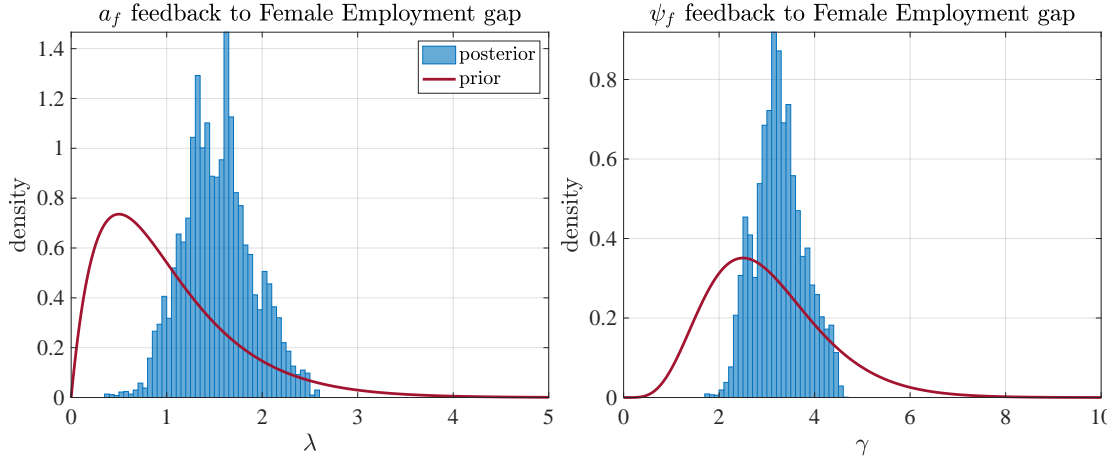 a_f feedback to Female Employment gap
1.4
1.2
1
0.8
0.6
0.4
0.2
0
density
0 1 2 3 4 5
λ
posterior
prior
ψ_f feedback to Female Employment gap
0.8
0.6
0.4
0.2
0
density
0 2 4 6 8 10
γ